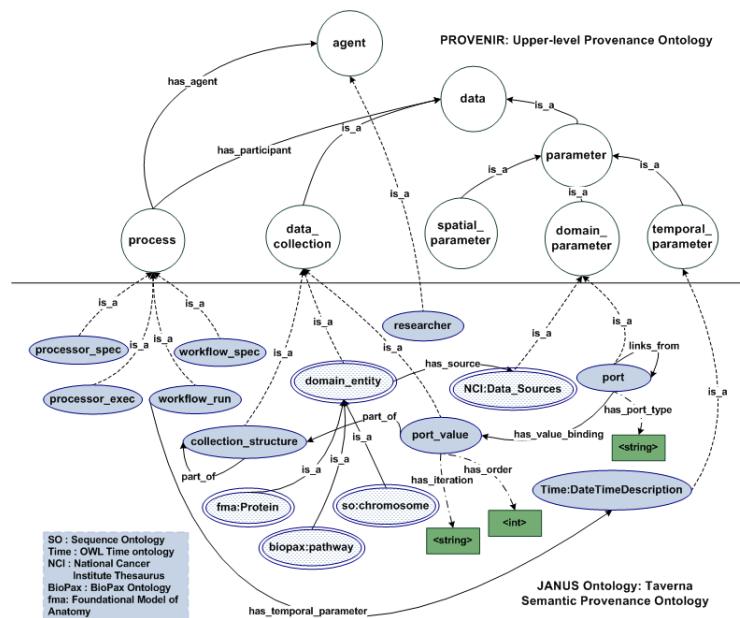 agent
PROVENIR: Upper-level Provenance Ontology
has_agent
data
is_a
is_a
has_participant
parameter
is_a
is_a
is_a
is_a
process
data_
collection
spatial_
parameter
domain_
parameter
temporal_
parameter
is_a
is_a
is_a
is_a
is_a
is_a
is_a
is_a
is_a
is_a
researcher
processor_spec
workflow_spec
links_from
has_source
domain_entity
NCI:Data_Sources
port
is_a
processor_exec
workflow_run
has_port_type
part_of
collection_structure
port_value
has_value_binding
<string>
part_of
is_a
is_a
is_a
has_order
has_iteration
Time:DateTimeDescription
fma:Protein
so:chromosome
<int>
<string>
biopax:pathway
SO : Sequence Ontology
Time : OWL Time ontology
NCI : National Cancer
Institute Thesaurus
BioPax : BioPax Ontology
fma: Foundational Model of
Anatomy
has_temporal_parameter
JANUS Ontology: Taverna
Semantic Provenance Ontology